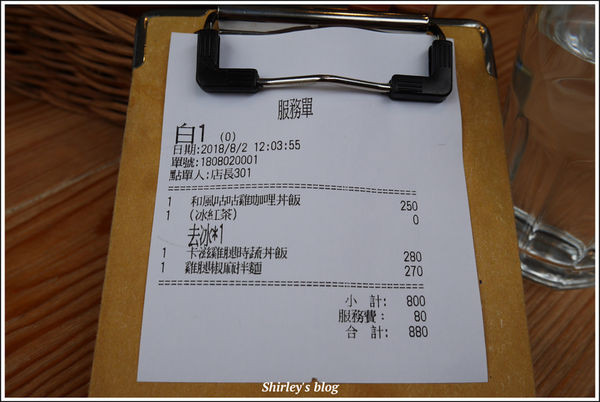 服務單
白1 (0)
日期:2018/8/2 12:03:55
單號:1808020001
點單人:店長301
1 和風咕咕雞咖哩丼飯 250
1 (冰紅茶) 0
去冰*1
1 卡滋雞腿時蔬丼飯 280
1 雞腿椒麻拌麵 270
小 計: 800
服務費: 80
合 計: 880
Shirley's blog